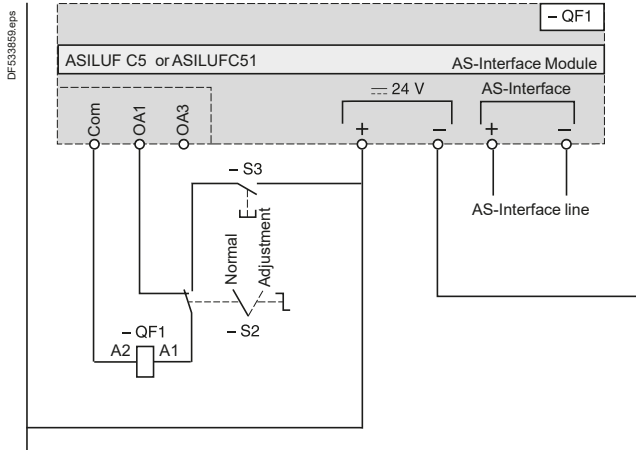 DF533859.eps
– QF1
ASILUF C5 or ASILUFC51 AS-Interface Module
24 V AS-Interface
Com OA1 OA3 + – + –
– S3
AS-Interface line
Normal Adjustment
– S2
– QF1
A2 A1